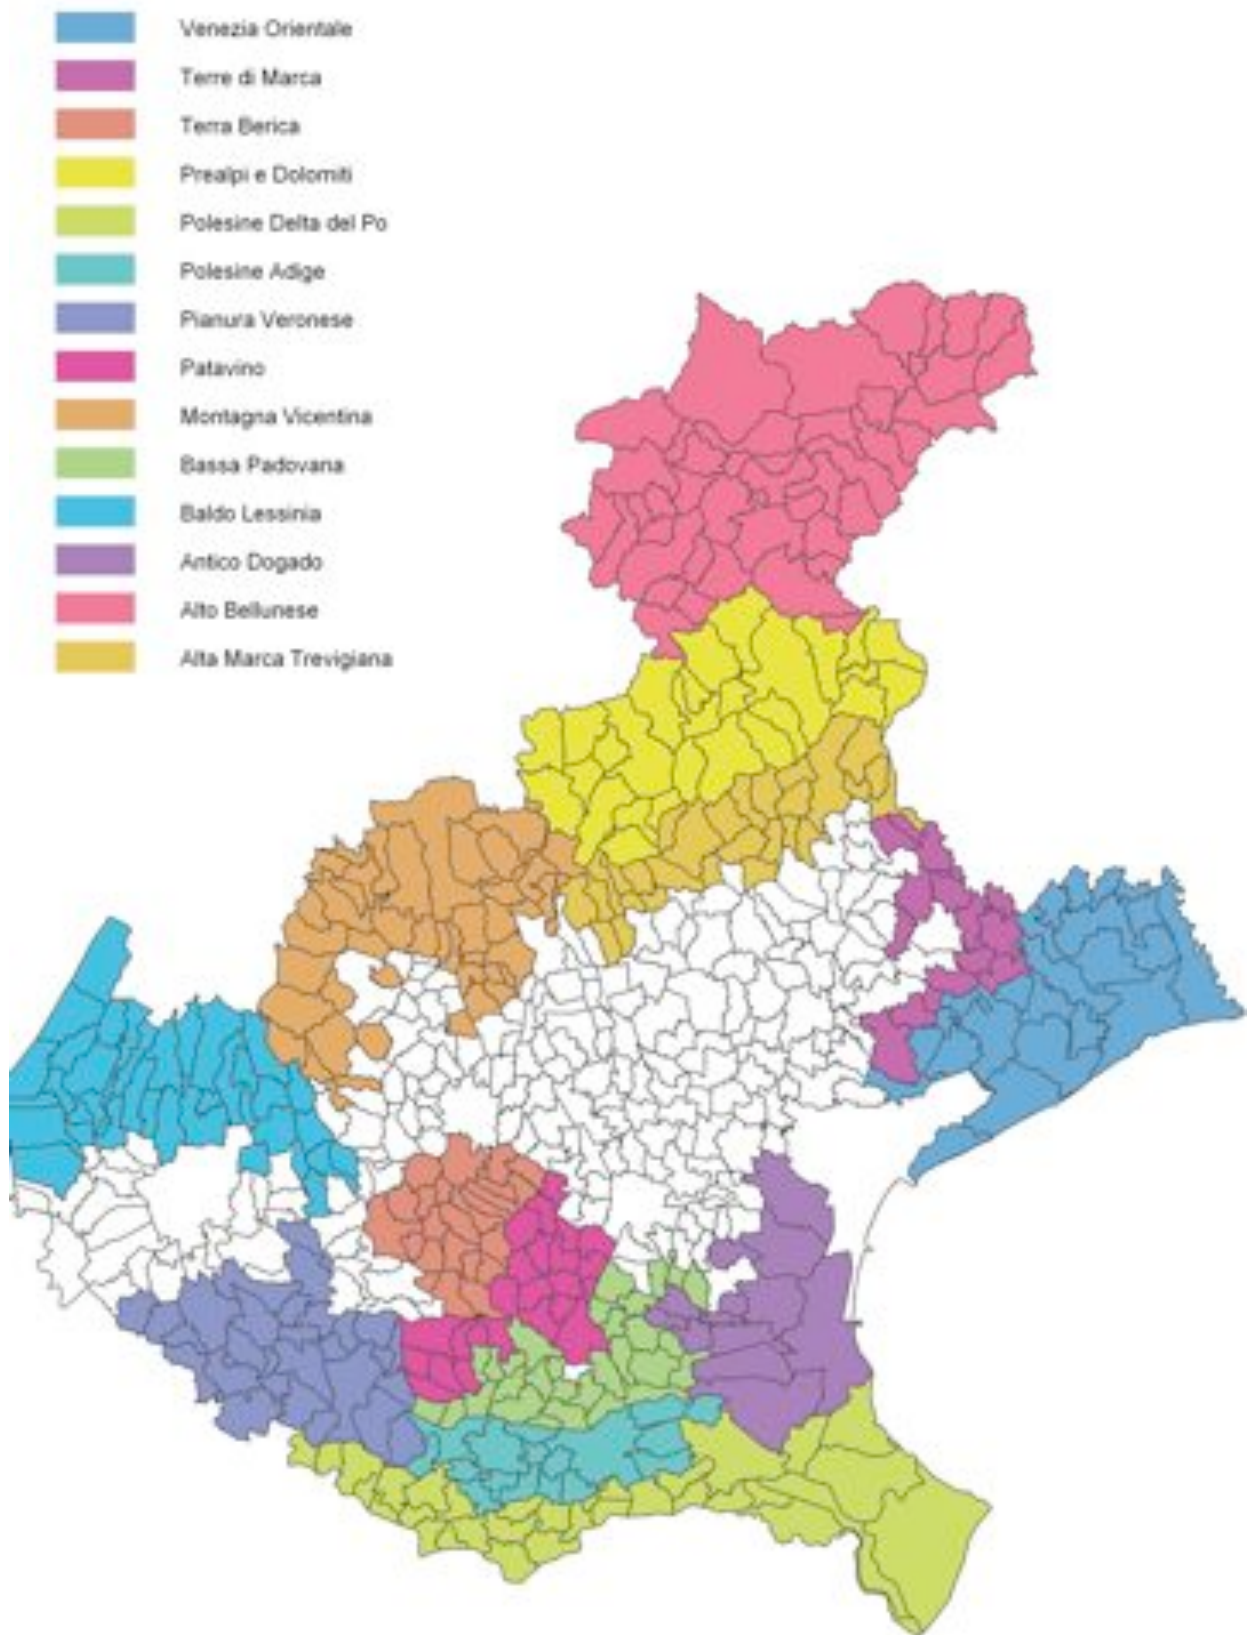 Venezia Orientale
Terre di Marca
Terra Berica
Prealpi e Dolomiti
Polesine Delta del Po
Polesine Adige
Pianura Veronese
Patavino
Montagna Vicentina
Bassa Padovana
Baldo Lessinia
Antico Dogado
Alto Bellunese
Alta Marca Trevigiana